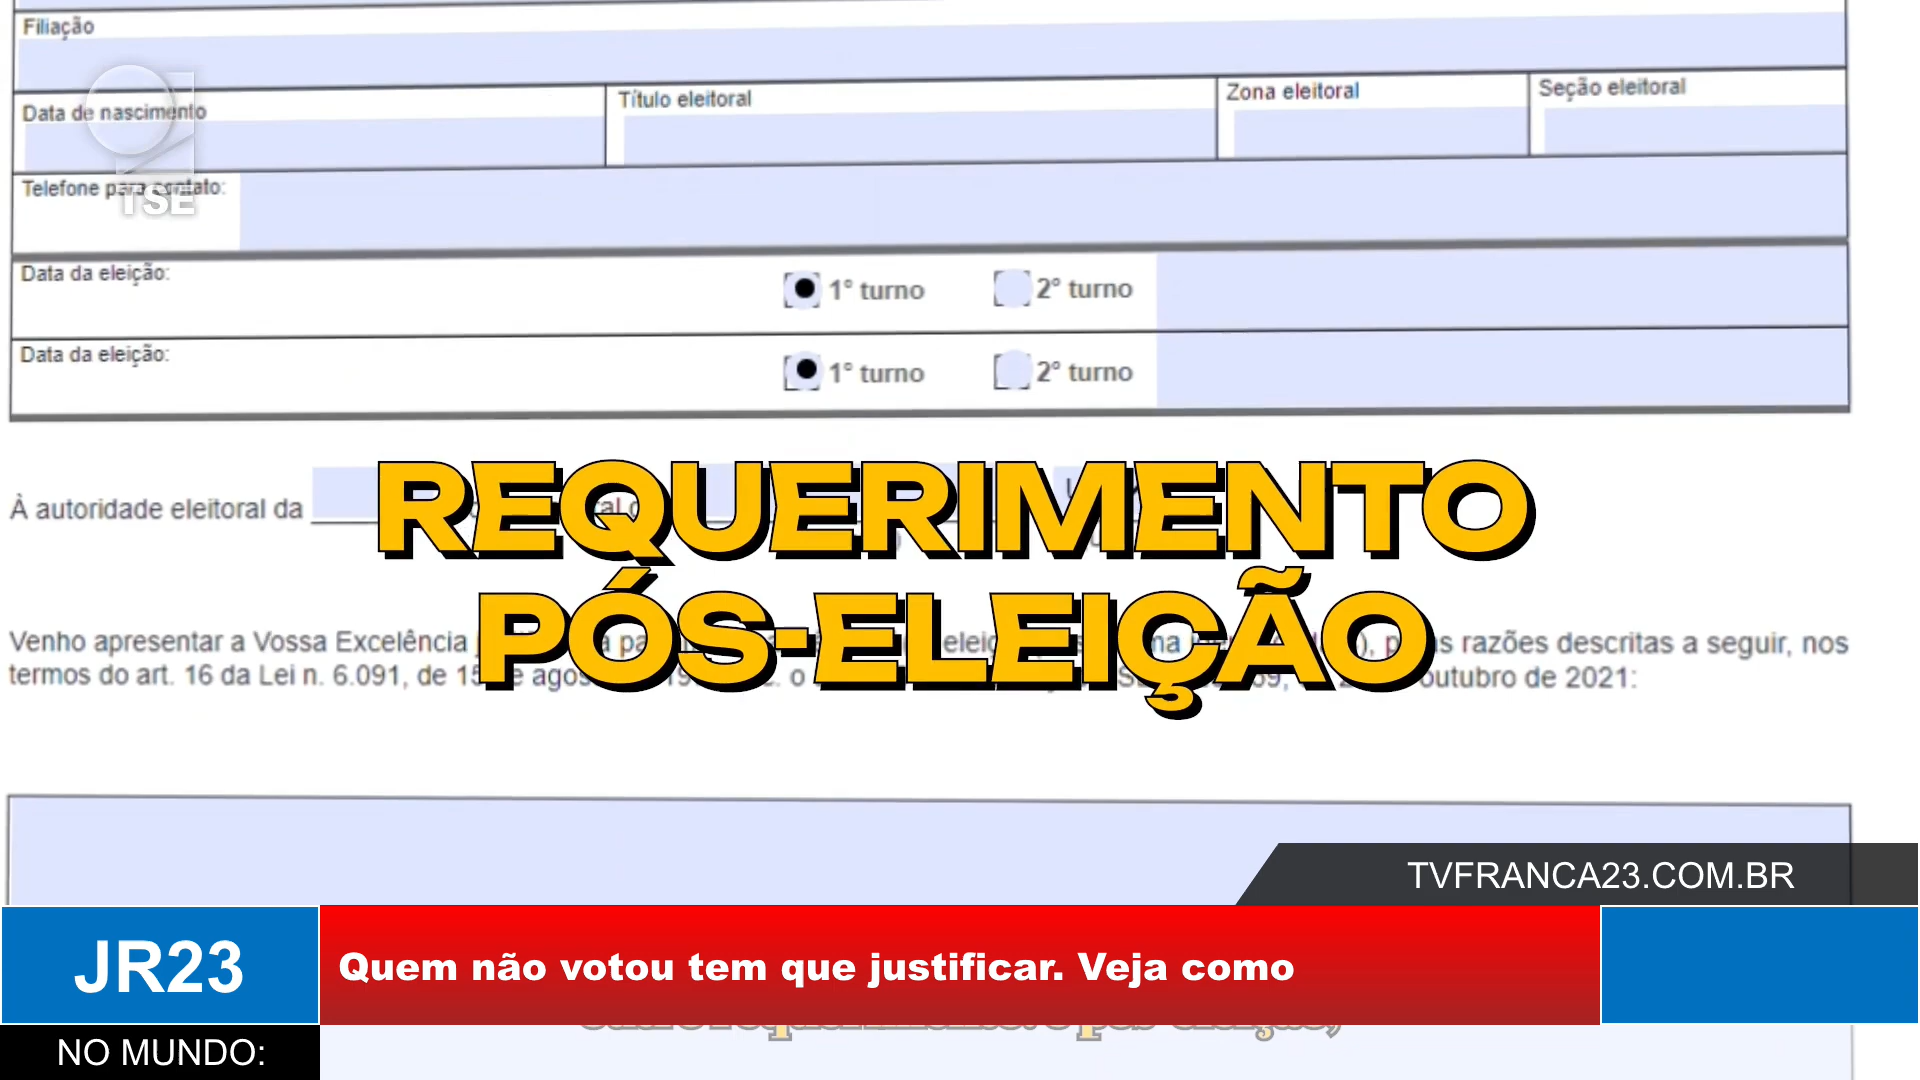 Filiação
Data de nascimento
Título eleitoral
Zona eleitoral
Seção eleitoral
Telefone para contato:
TSE
Data da eleição:
1° turno
2° turno
Data da eleição:
1° turno
2° turno
À autoridade eleitoral da
REQUERIMENTO
PÓS-ELEIÇÃO
Venho apresentar a Vossa Excelência razões descritas a seguir, nos
termos do art. 16 da Lei n. 6.091, de outubro de 2021:
TVFRANCA23.COM.BR
JR23
Quem não votou tem que justificar. Veja como
NO MUNDO: